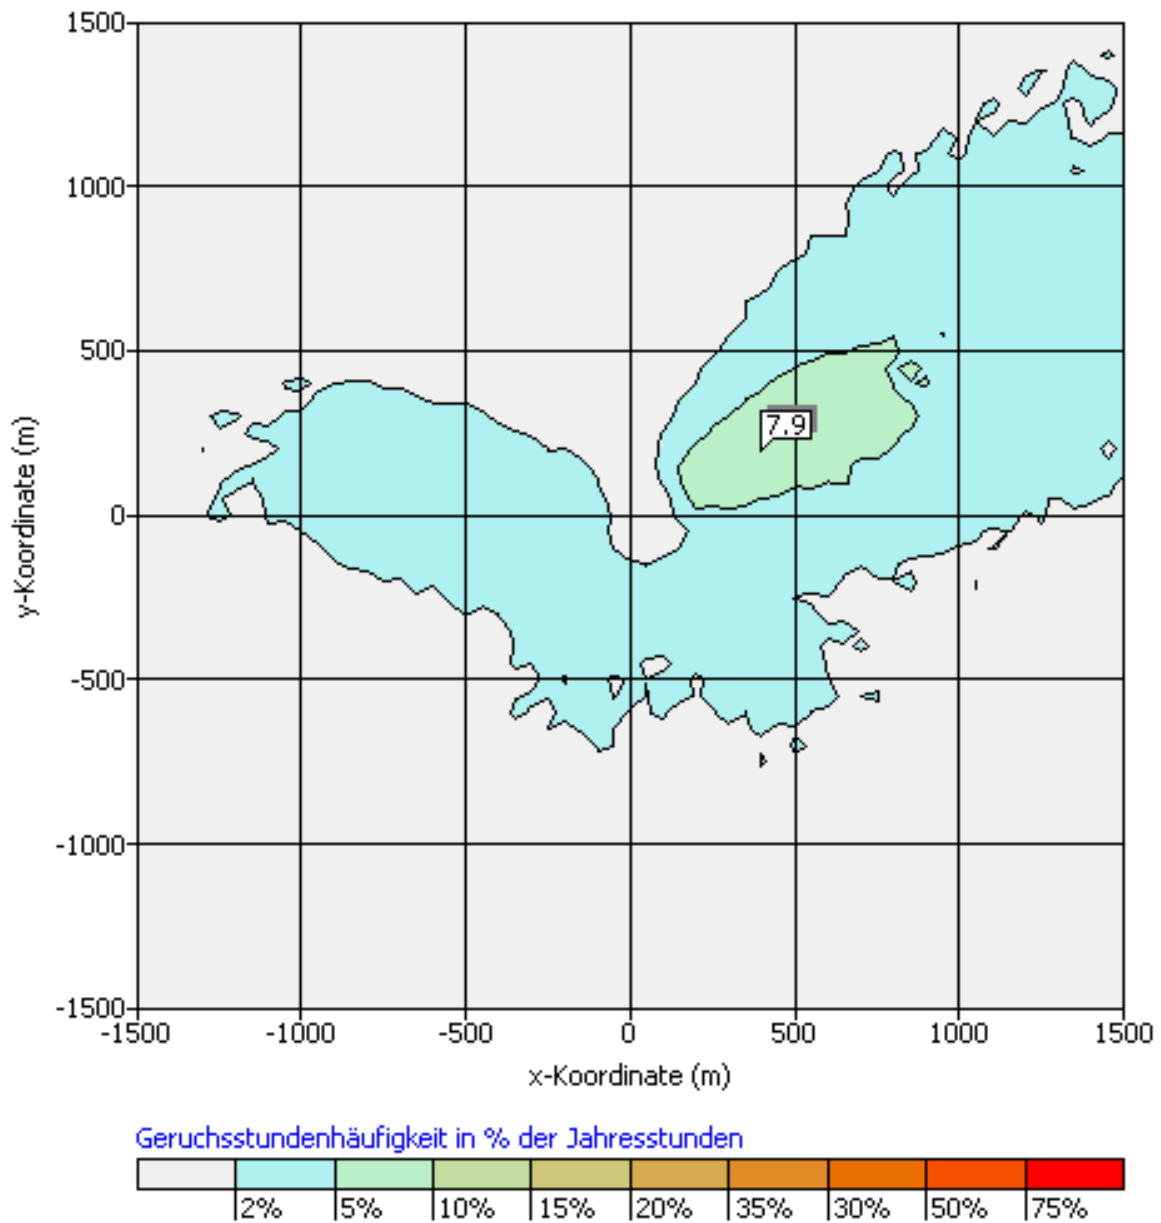 1500
1000
500
7.9
0
-500
-1000
-1500
-1500 -1000 -500 0 500 1000 1500
y-Koordinate (m)
x-Koordinate (m)
Geruchsstundenhäufigkeit in % der Jahresstunden
2% 5% 10% 15% 20% 35% 30% 50% 75%